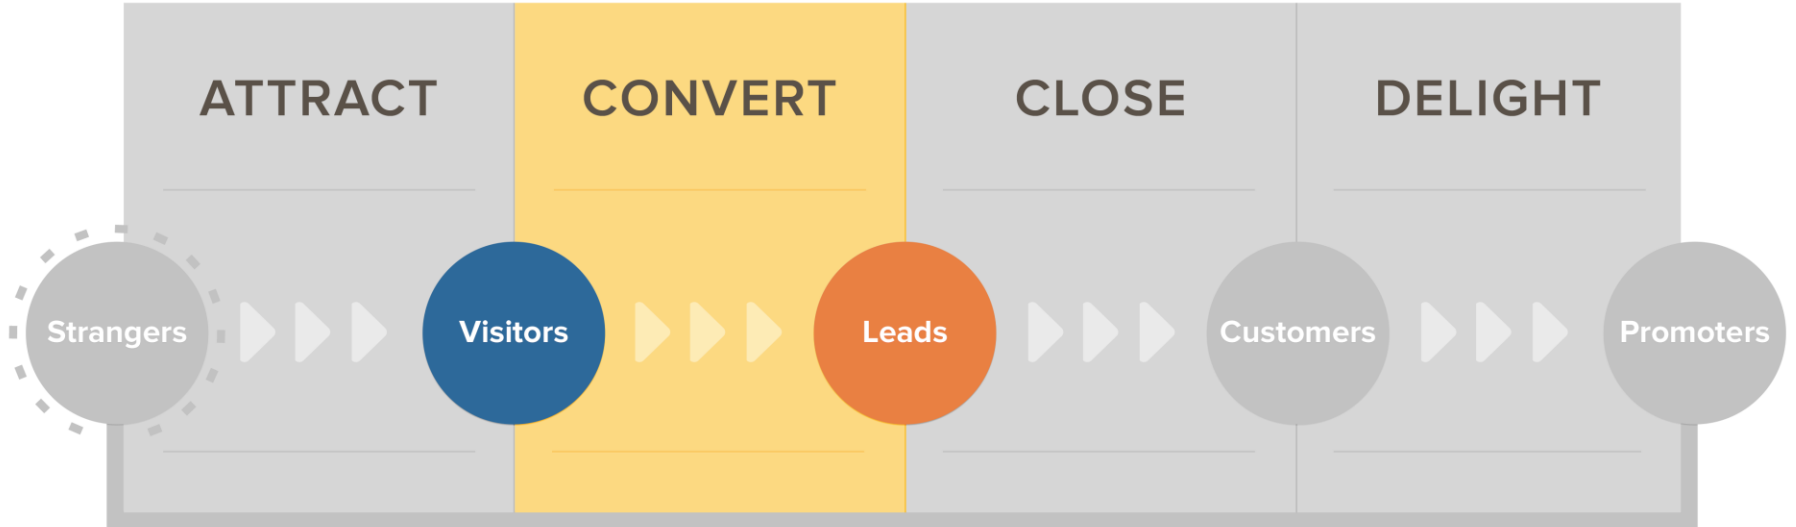 ATTRACT
CONVERT
CLOSE
DELIGHT
Strangers
Visitors
Leads
Customers
Promoters